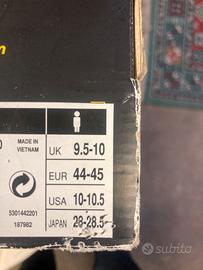 MADE IN
VIETNAM
UK 9.5-10
EUR 44-45
USA 10-10.5
JAPAN 28-28.5
5301442201
187982
subito